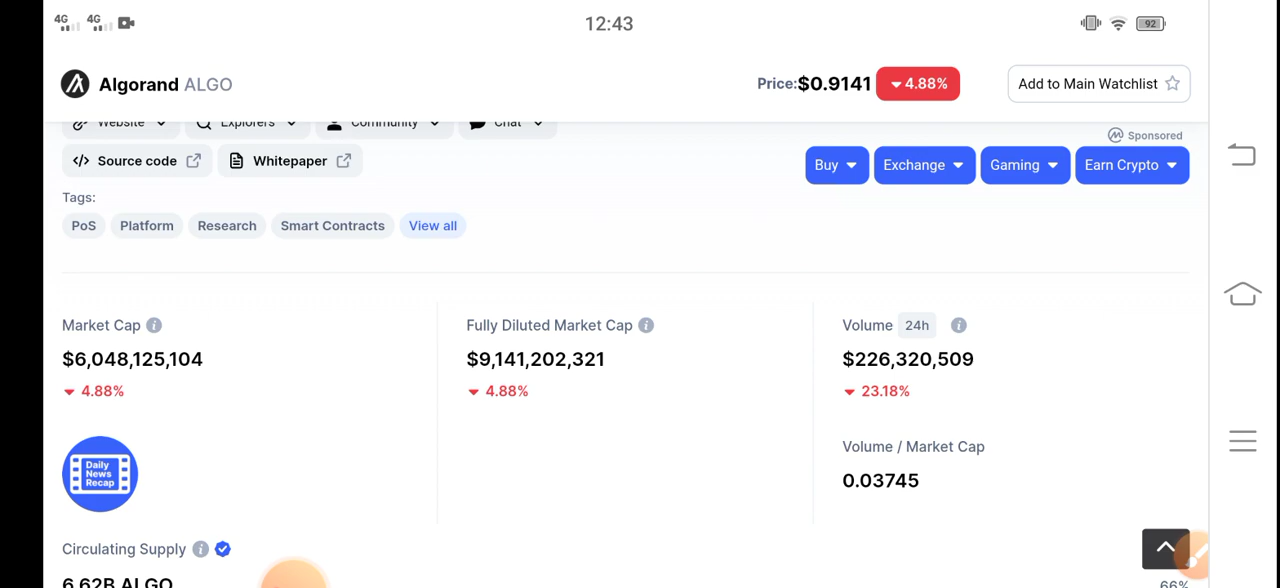 4G 4G 12:43 92
Algorand ALGO Price:$0.9141 4.88% Add to Main Watchlist
Website Explorers Community Chat
Sponsored
Source code Whitepaper Buy Exchange Gaming Earn Crypto
Tags:
PoS Platform Research Smart Contracts View all
Market Cap Fully Diluted Market Cap Volume 24h
$6,048,125,104 $9,141,202,321 $226,320,509
4.88% 4.88% 23.18%
Volume / Market Cap
0.03745
Daily
News
Recap
Circulating Supply
6.62B ALGO 66%